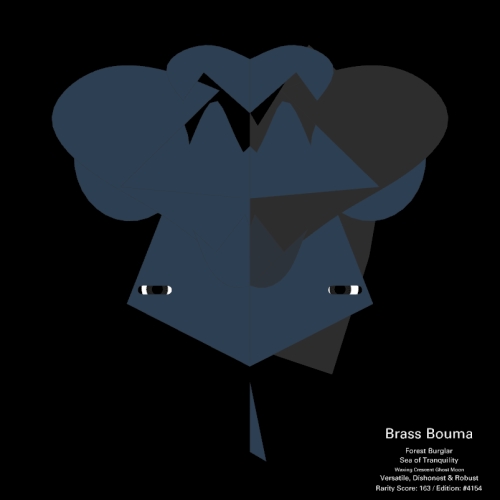 Brass Bouma
Forest Burglar
Sea of Tranquility
Waxing Crescent Ghost Moon
Versatile, Dishonest & Robust
Rarity Score: 163 / Edition: #4154